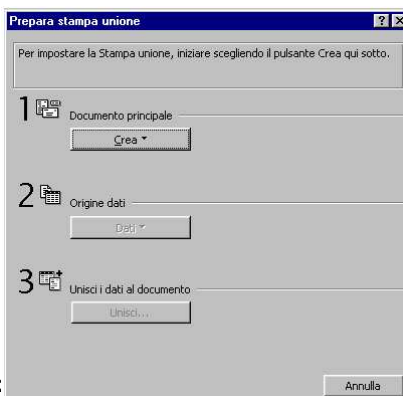 Prepara stampa unione
Per impostare la Stampa unione, iniziare scegliendo il pulsante Crea qui sotto.
1 Documento principale
Crea
2 Origine dati
Dati
3 Unisci i dati al documento
Unisci...
: Annulla